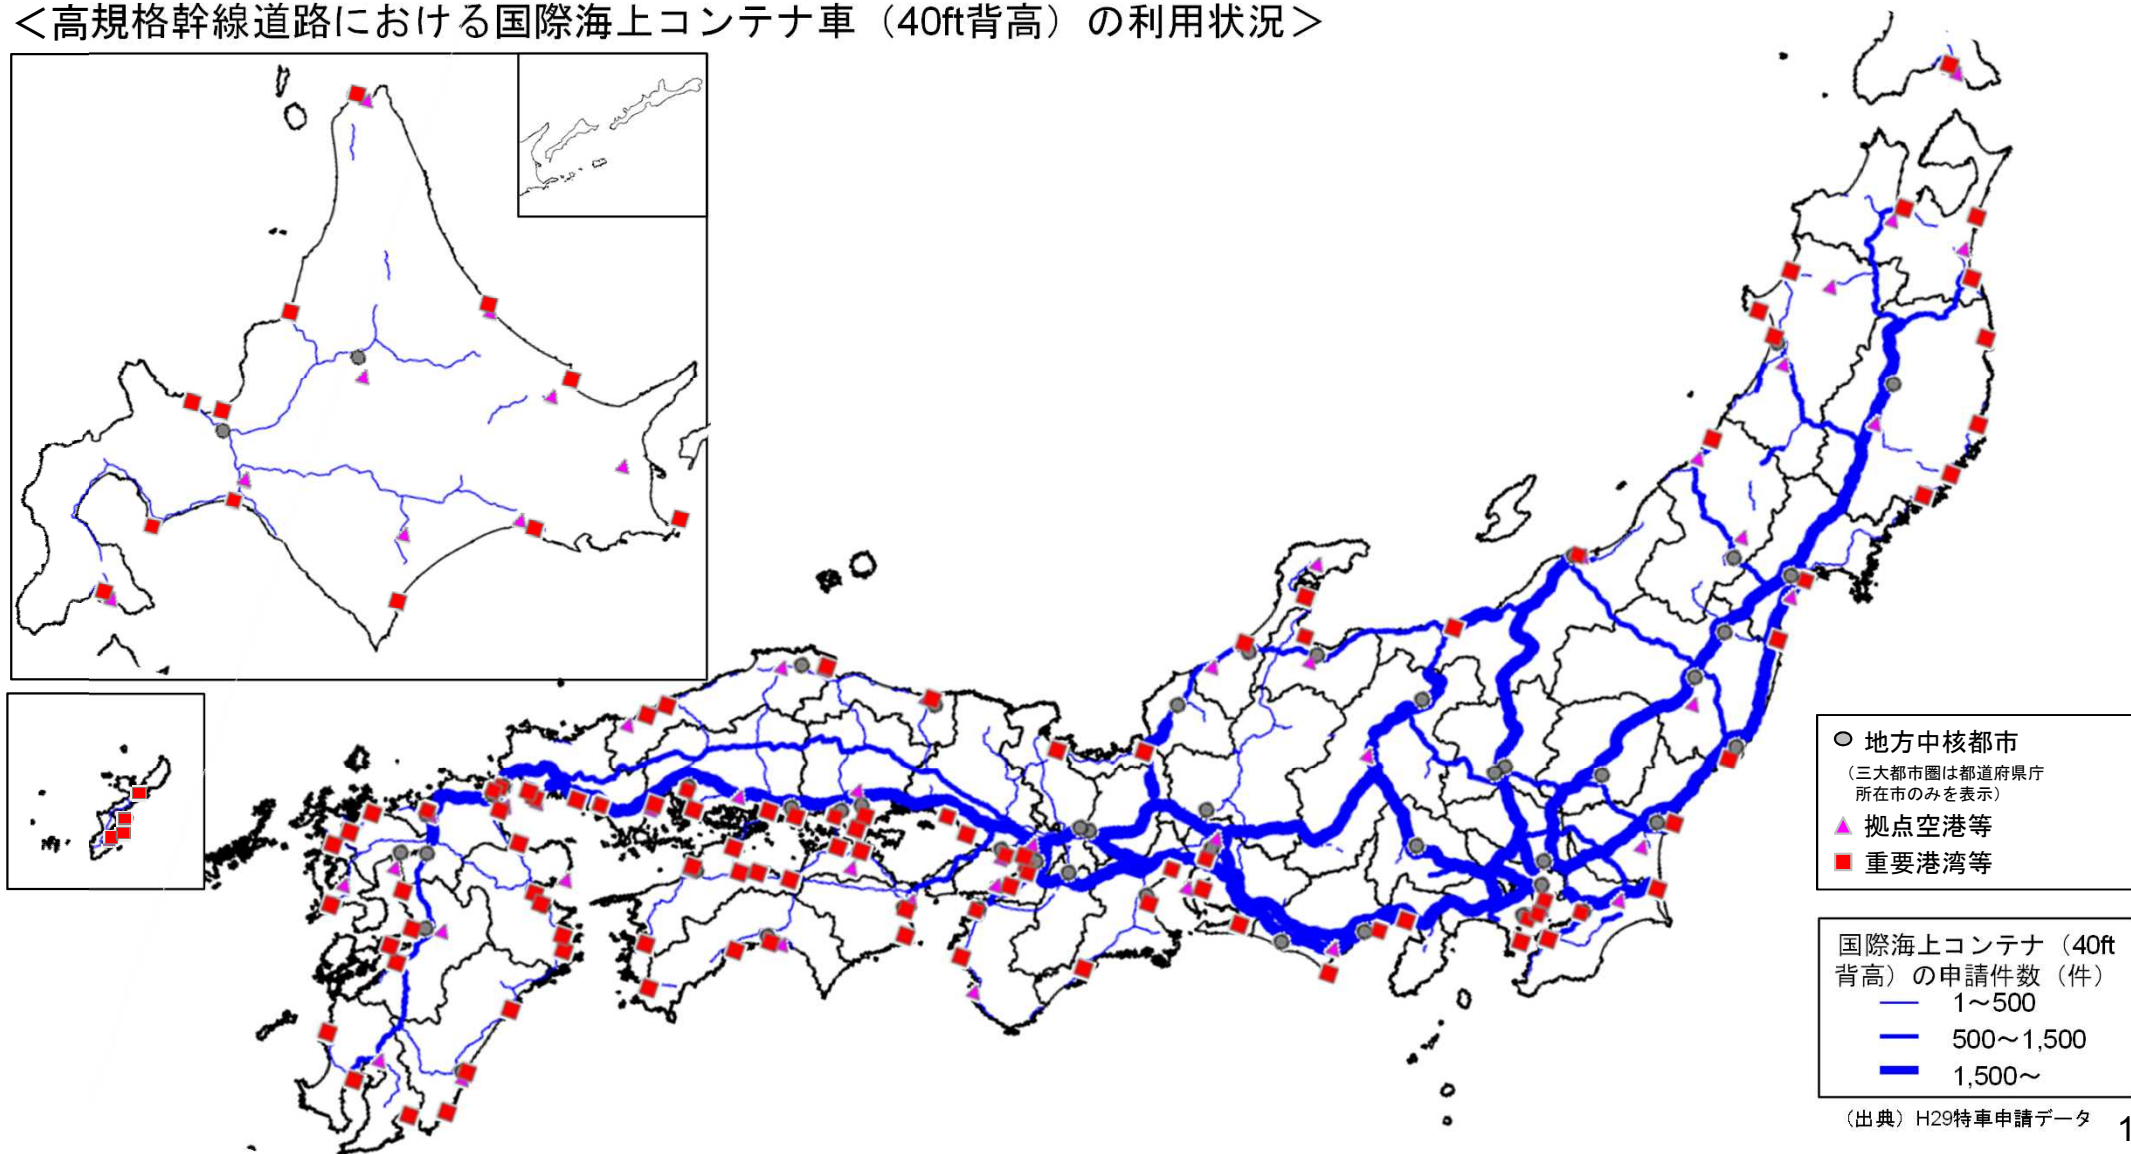 ＜高規格幹線道路における国際海上コンテナ車（40ft背高）の利用状況＞
地方中核都市
（三大都市圏は都道府県庁
所在市のみを表示）
拠点空港等
重要港湾等
国際海上コンテナ（40ft
背高）の申請件数（件）
1～500
500～1,500
1,500～
（出典）H29特車申請データ
1